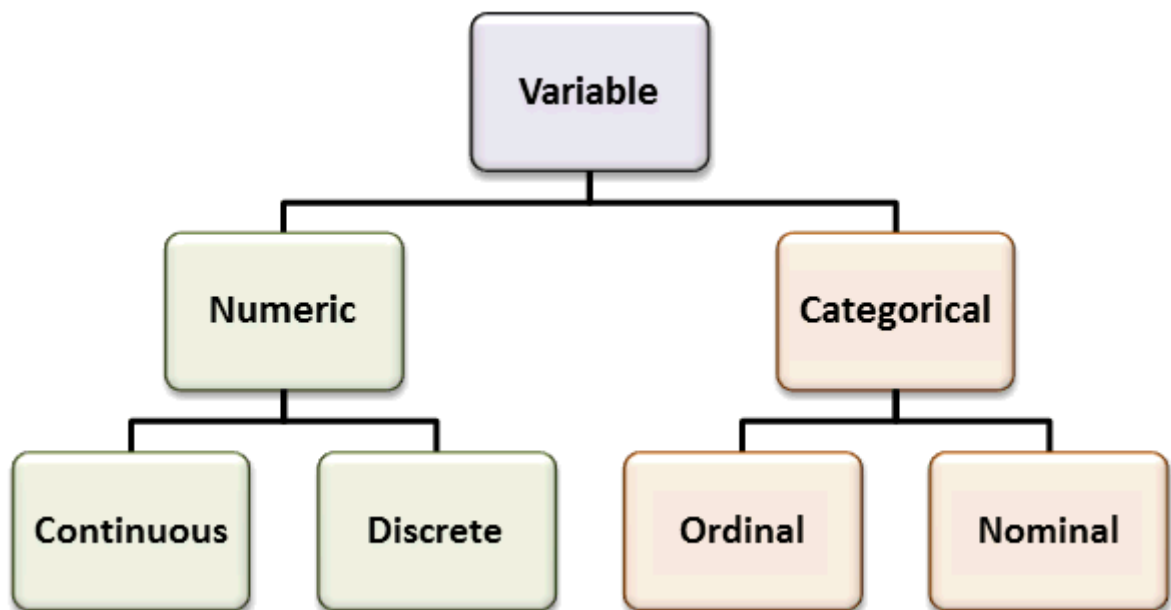 Variable
Numeric
Categorical
Continuous
Discrete
Ordinal
Nominal